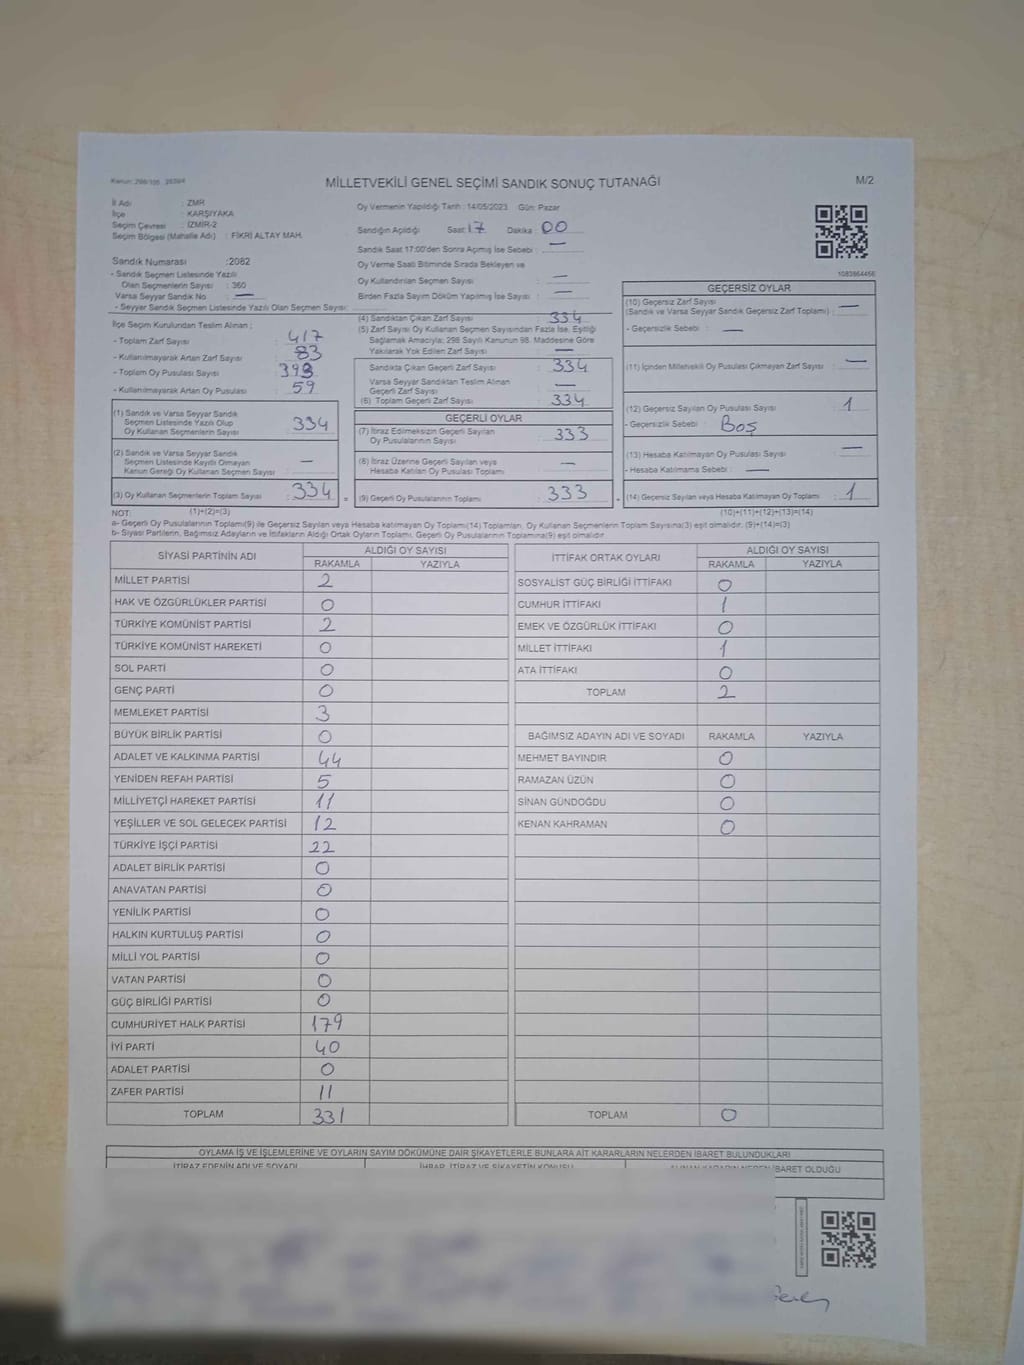 Kanun: 298/105
MİLLETVEKİLİ GENEL SEÇİMİ SANDIK SONUÇ TUTANAĞI
M/2
İl Adı : ZMR
İlçe : KARŞIYAKA
Seçim Çevresi : İZMİR-2
Seçim Bölgesi (Mahalle Adı) : FİKRİ ALTAY MAH.
Oy Vermenin Yapıldığı Tarih : 14/05/2023 Gün: Pazar
Sandığın Açıldığı Saat: 17 Dakika: 00
Sandık Saat 17:00'den Sonra Açımış İse Sebebi : —
Oy Verme Saati Bitiminde Sırada Bekleyen ve
Oy Kullandırılan Seçmen Sayısı : —
Birden Fazla Sayım Döküm Yapılmış İse Sayısı : —
1083864456
Sandık Numarası :2082
- Sandık Seçmen Listesinde Yazılı
Olan Seçmenlerin Sayısı : 360
Varsa Seyyar Sandık No : —
- Seyyar Sandık Seçmen Listesinde Yazılı Olan Seçmen Sayısı:
İlçe Seçim Kurulundan Teslim Alınan ;
- Toplam Zarf Sayısı : 417
- Kullanılmayarak Artan Zarf Sayısı : 83
- Toplam Oy Pusulası Sayısı : 393
- Kullanılmayarak Artan Oy Pusulası : 59
(1) Sandık ve Varsa Seyyar Sandık
Seçmen Listesinde Yazılı Olup
Oy Kullanan Seçmenlerin Sayısı : 334
(2) Sandık ve Varsa Seyyar Sandık
Seçmen Listesinde Kayıtlı Olmayan
Kanun Gereği Oy Kullanan Seçmen Sayısı : —
(3) Oy Kullanan Seçmenlerin Toplam Sayısı : 334
(4) Sandıktan Çıkan Zarf Sayısı : 334
(5) Zarf Sayısı Oy Kullanan Seçmen Sayısından Fazla İse, Eşitliği
Sağlamak Amacıyla; 298 Sayılı Kanunun 98. Maddesine Göre
Yakılarak Yok Edilen Zarf Sayısı : —
Sandıkta Çıkan Geçerli Zarf Sayısı : 334
Varsa Seyyar Sandıktan Teslim Alınan
Geçerli Zarf Sayısı : —
(6) Toplam Geçerli Zarf Sayısı : 334
GEÇERLİ OYLAR
(7) İtiraz Edilmeksizin Geçerli Sayılan
Oy Pusulalarının Sayısı : 333
(8) İtiraz Üzerine Geçerli Sayılan veya
Hesaba Katılan Oy Pusulası Toplamı : —
= (9) Geçerli Oy Pusulalarının Toplamı : 333
GEÇERSİZ OYLAR
(10) Geçersiz Zarf Sayısı
(Sandık ve Varsa Seyyar Sandık Geçersiz Zarf Toplamı) : —
- Geçersizlik Sebebi : —
(11) İçinden Milletvekili Oy Pusulası Çıkmayan Zarf Sayısı : —
(12) Geçersiz Sayılan Oy Pusulası Sayısı : 1
- Geçersizlik Sebebi : Boş
(13) Hesaba Katılmayan Oy Pusulası Sayısı : —
- Hesaba Katılmama Sebebi : —
(14) Geçersiz Sayılan veya Hesaba Katılmayan Oy Toplamı : 1
NOT: (1)+(2)=(3) (10)+(11)+(12)+(13)=(14)
a- Geçerli Oy Pusulalarının Toplamı(9) ile Geçersiz Sayılan veya Hesaba katılmayan Oy Toplamı(14) Toplamları, Oy Kullanan Seçmenlerin Toplam Sayısına(3) eşit olmalıdır. (9)+(14)=(3)
b- Siyasi Partilerin, Bağımsız Adayların ve İttifakların Aldığı Ortak Oyların Toplamı, Geçerli Oy Pusulalarının Toplamına(9) eşit olmalıdır.
SİYASİ PARTİNİN ADI ALDIĞI OY SAYISI
RAKAMLA YAZIYLA
MİLLET PARTİSİ 2
HAK VE ÖZGÜRLÜKLER PARTİSİ 0
TÜRKİYE KOMÜNİST PARTİSİ 2
TÜRKİYE KOMÜNİST HAREKETİ 0
SOL PARTİ 0
GENÇ PARTİ 0
MEMLEKET PARTİSİ 3
BÜYÜK BİRLİK PARTİSİ 0
ADALET VE KALKINMA PARTİSİ 44
YENİDEN REFAH PARTİSİ 5
MİLLİYETÇİ HAREKET PARTİSİ 11
YEŞİLLER VE SOL GELECEK PARTİSİ 12
TÜRKİYE İŞÇİ PARTİSİ 22
ADALET BİRLİK PARTİSİ 0
ANAVATAN PARTİSİ 0
YENİLİK PARTİSİ 0
HALKIN KURTULUŞ PARTİSİ 0
MİLLİ YOL PARTİSİ 0
VATAN PARTİSİ 0
GÜÇ BİRLİĞİ PARTİSİ 0
CUMHURİYET HALK PARTİSİ 179
İYİ PARTİ 40
ADALET PARTİSİ 0
ZAFER PARTİSİ 11
TOPLAM 331
İTTİFAK ORTAK OYLARI ALDIĞI OY SAYISI
RAKAMLA YAZIYLA
SOSYALİST GÜÇ BİRLİĞİ İTTİFAKI 0
CUMHUR İTTİFAKI 1
EMEK VE ÖZGÜRLÜK İTTİFAKI 0
MİLLET İTTİFAKI 1
ATA İTTİFAKI 0
TOPLAM 2
BAĞIMSIZ ADAYIN ADI VE SOYADI RAKAMLA YAZIYLA
MEHMET BAYINDIR 0
RAMAZAN ÜZÜN 0
SİNAN GÜNDOĞDU 0
KENAN KAHRAMAN 0
TOPLAM 0
OYLAMA İŞ VE İŞLEMLERİNE VE OYLARIN SAYIM DÖKÜMÜNE DAİR ŞİKAYETLERLE BUNLARA AİT KARARLARIN NELERDEN İBARET BULUNDUKLARI
İTİRAZ EDENİN ADI VE SOYADI İHBAR, İTİRAZ VE ŞİKAYETİN KONUSU ALINAN KARARIN NEDEN İBARET OLDUĞU